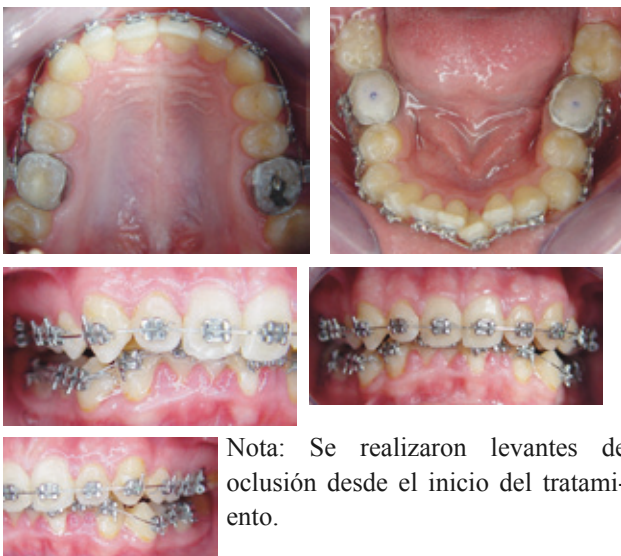 Nota: Se realizaron levantes de
oclusión desde el inicio del tratami-
ento.